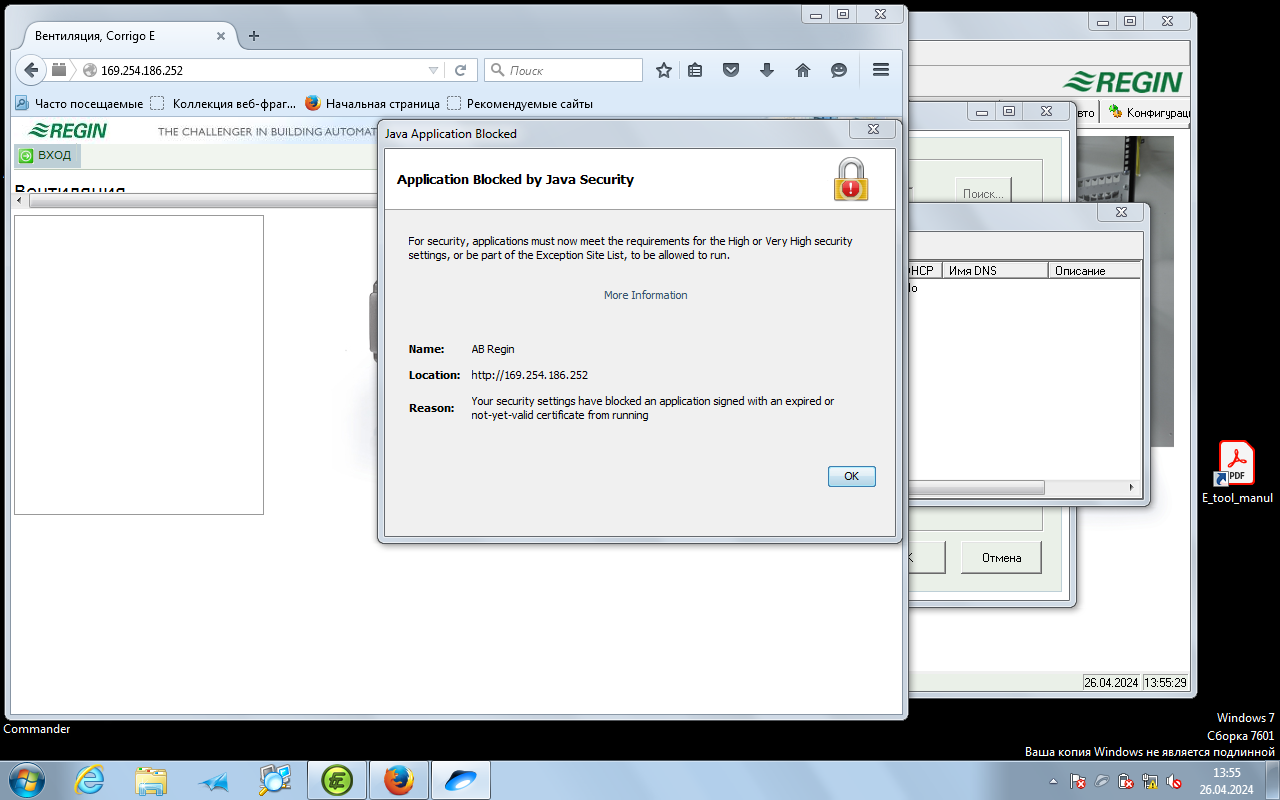 Вентиляция, Corrigo E
169.254.186.252
Поиск
Часто посещаемые
Коллекция веб-фраг...
Начальная страница
Рекомендуемые сайты
REGIN
THE CHALLENGER IN BUILDING AUTOMAT
ВХОД
Вентиляция
Java Application Blocked
Application Blocked by Java Security
For security, applications must now meet the requirements for the High or Very High security
settings, or be part of the Exception Site List, to be allowed to run.
More Information
Name: AB Regin
Location: http://169.254.186.252
Reason: Your security settings have blocked an application signed with an expired or
not-yet-valid certificate from running
OK
REGIN
вто
Конфигураци
Поиск...
HCP
Имя DNS
Описание
lo
К
Отмена
26.04.2024
13:55:29
PDF
E_tool_manul
Commander
Windows 7
Сборка 7601
Ваша копия Windows не является подлинной
13:55
26.04.2024